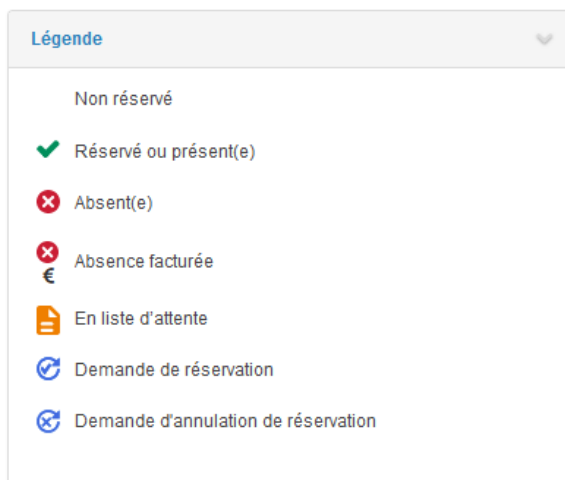 Légende
Non réservé
Réservé ou présent(e)
Absent(e)
€
Absence facturée
En liste d’attente
Demande de réservation
Demande d'annulation de réservation